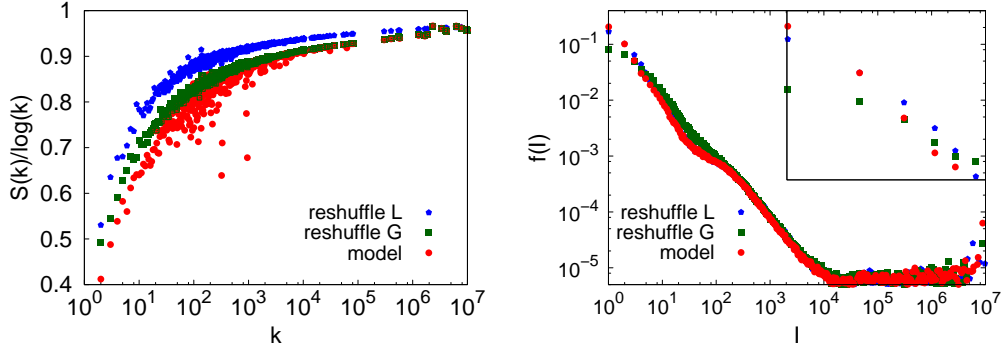 1
0.9
0.8
0.7
0.6
0.5
0.4
S(k)/log(k)
reshuffle L
reshuffle G
model
10^0 10^1 10^2 10^3 10^4 10^5 10^6 10^7
k
10^-1
10^-2
10^-3
10^-4
10^-5
f(l)
reshuffle L
reshuffle G
model
10^0 10^1 10^2 10^3 10^4 10^5 10^6 10^7
l